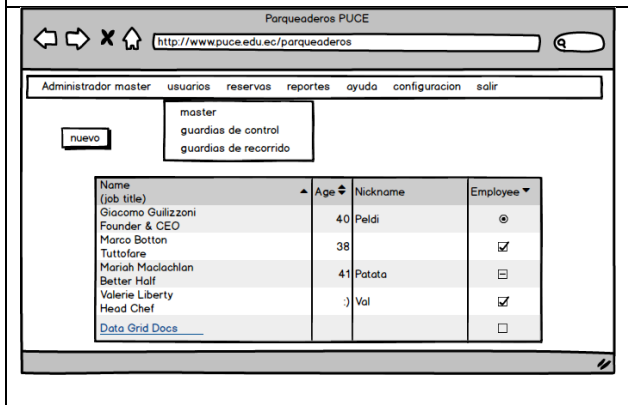 Parqueaderos PUCE
http://www.puce.edu.ec/parqueaderos
Administrador master usuarios reservas reportes ayuda configuracion salir
master
guardias de control
guardias de recorrido
nuevo
Name
(job title) Age Nickname Employee
Giacomo Guilizzoni
Founder & CEO 40 Peldi
Marco Botton
Tuttofare 38
Mariah Maclachlan
Better Half 41 Patata
Valerie Liberty
Head Chef :) Val
Data Grid Docs